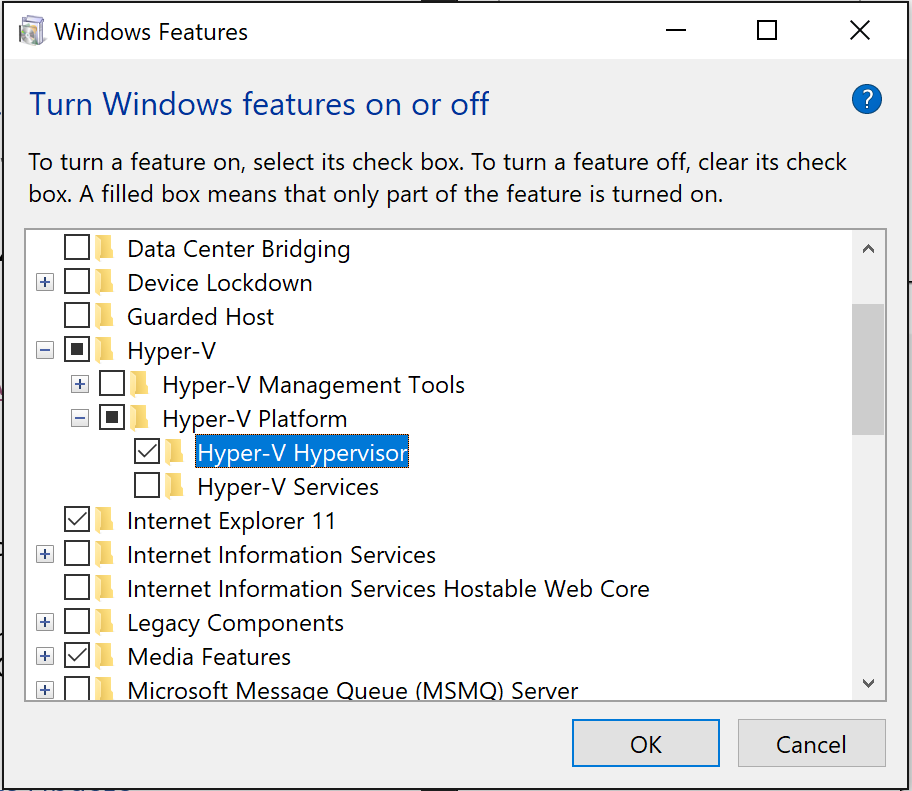 Windows Features
Turn Windows features on or off
?
To turn a feature on, select its check box. To turn a feature off, clear its check
box. A filled box means that only part of the feature is turned on.
Data Center Bridging
Device Lockdown
Guarded Host
Hyper-V
Hyper-V Management Tools
Hyper-V Platform
Hyper-V Hypervisor
Hyper-V Services
Internet Explorer 11
Internet Information Services
Internet Information Services Hostable Web Core
Legacy Components
Media Features
Microsoft Message Queue (MSMQ) Server
OK
Cancel